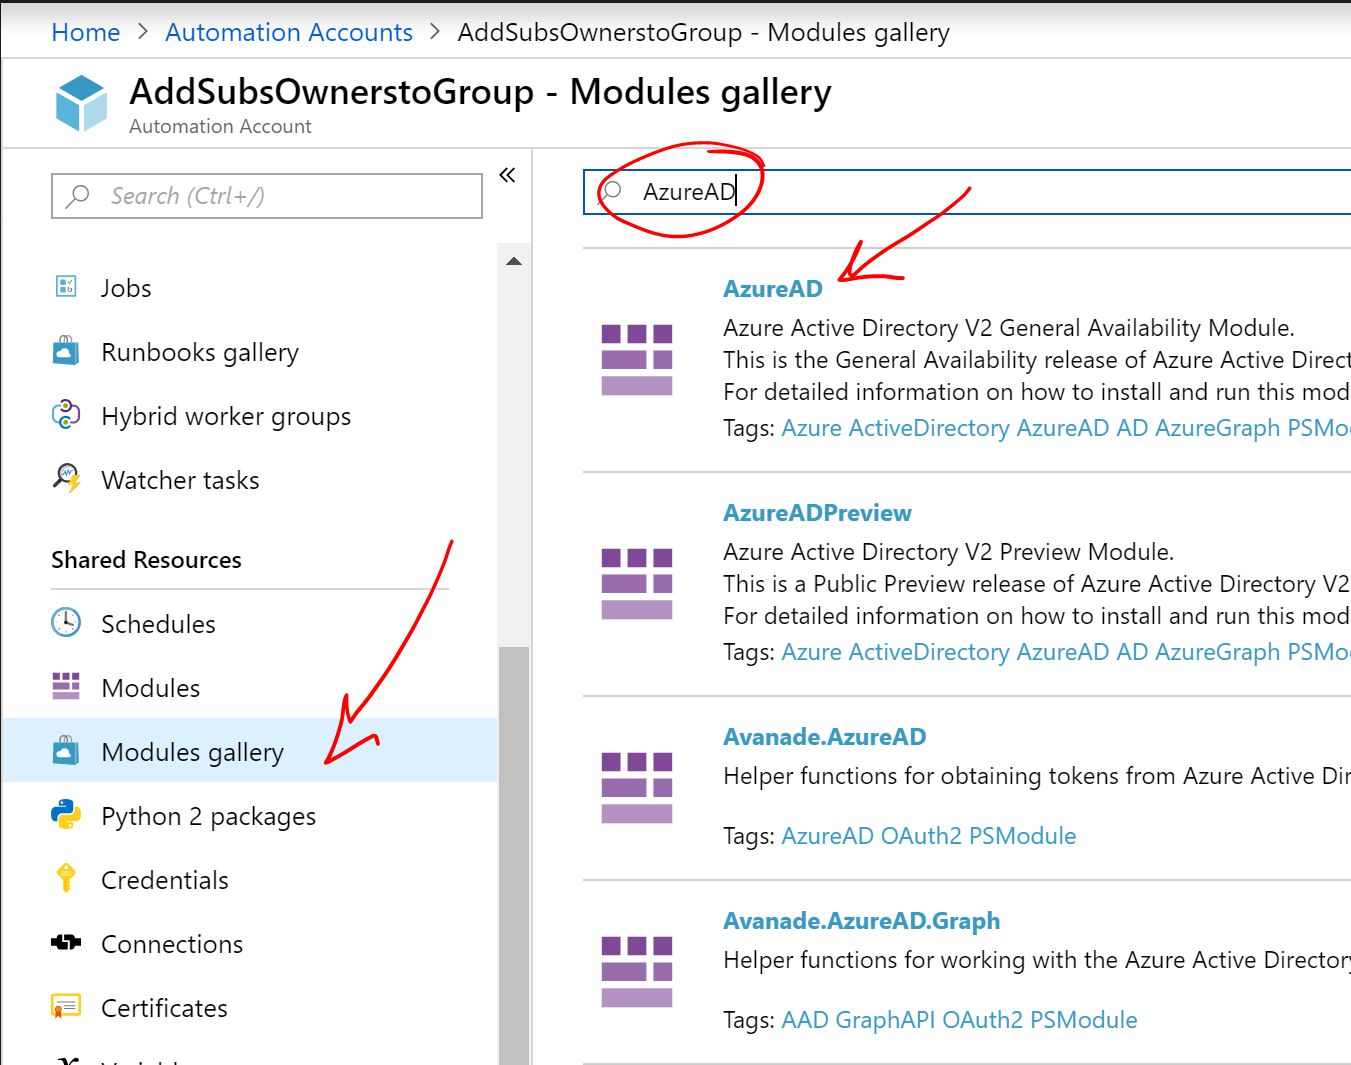 Home > Automation Accounts > AddSubsOwnerstoGroup - Modules gallery
AddSubsOwnerstoGroup - Modules gallery
Automation Account
Search (Ctrl+/)
«
Jobs
Runbooks gallery
Hybrid worker groups
Watcher tasks
Shared Resources
Schedules
Modules
Modules gallery
Python 2 packages
Credentials
Connections
Certificates
AzureAD
AzureAD
Azure Active Directory V2 General Availability Module.
This is the General Availability release of Azure Active Direct
For detailed information on how to install and run this mod
Tags: Azure ActiveDirectory AzureAD AD AzureGraph PSMo
AzureADPreview
Azure Active Directory V2 Preview Module.
This is a Public Preview release of Azure Active Directory V2
For detailed information on how to install and run this mod
Tags: Azure ActiveDirectory AzureAD AD AzureGraph PSMo
Avanade.AzureAD
Helper functions for obtaining tokens from Azure Active Dir
Tags: AzureAD OAuth2 PSModule
Avanade.AzureAD.Graph
Helper functions for working with the Azure Active Directory
Tags: AAD GraphAPI OAuth2 PSModule